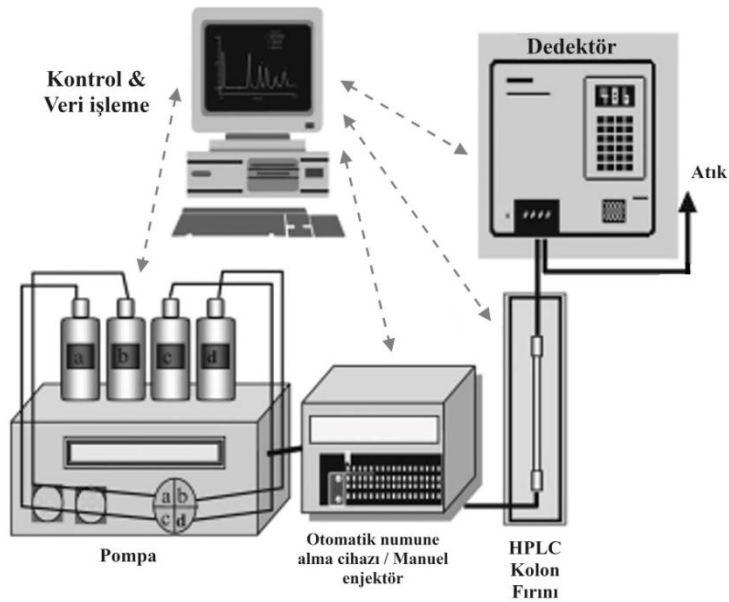 Kontrol &
Veri işleme
Dedektör
Atık
a b c d
a b
c d
Pompa
Otomatik numune
alma cihazı / Manuel
enjektör
HPLC
Kolon
Fırını